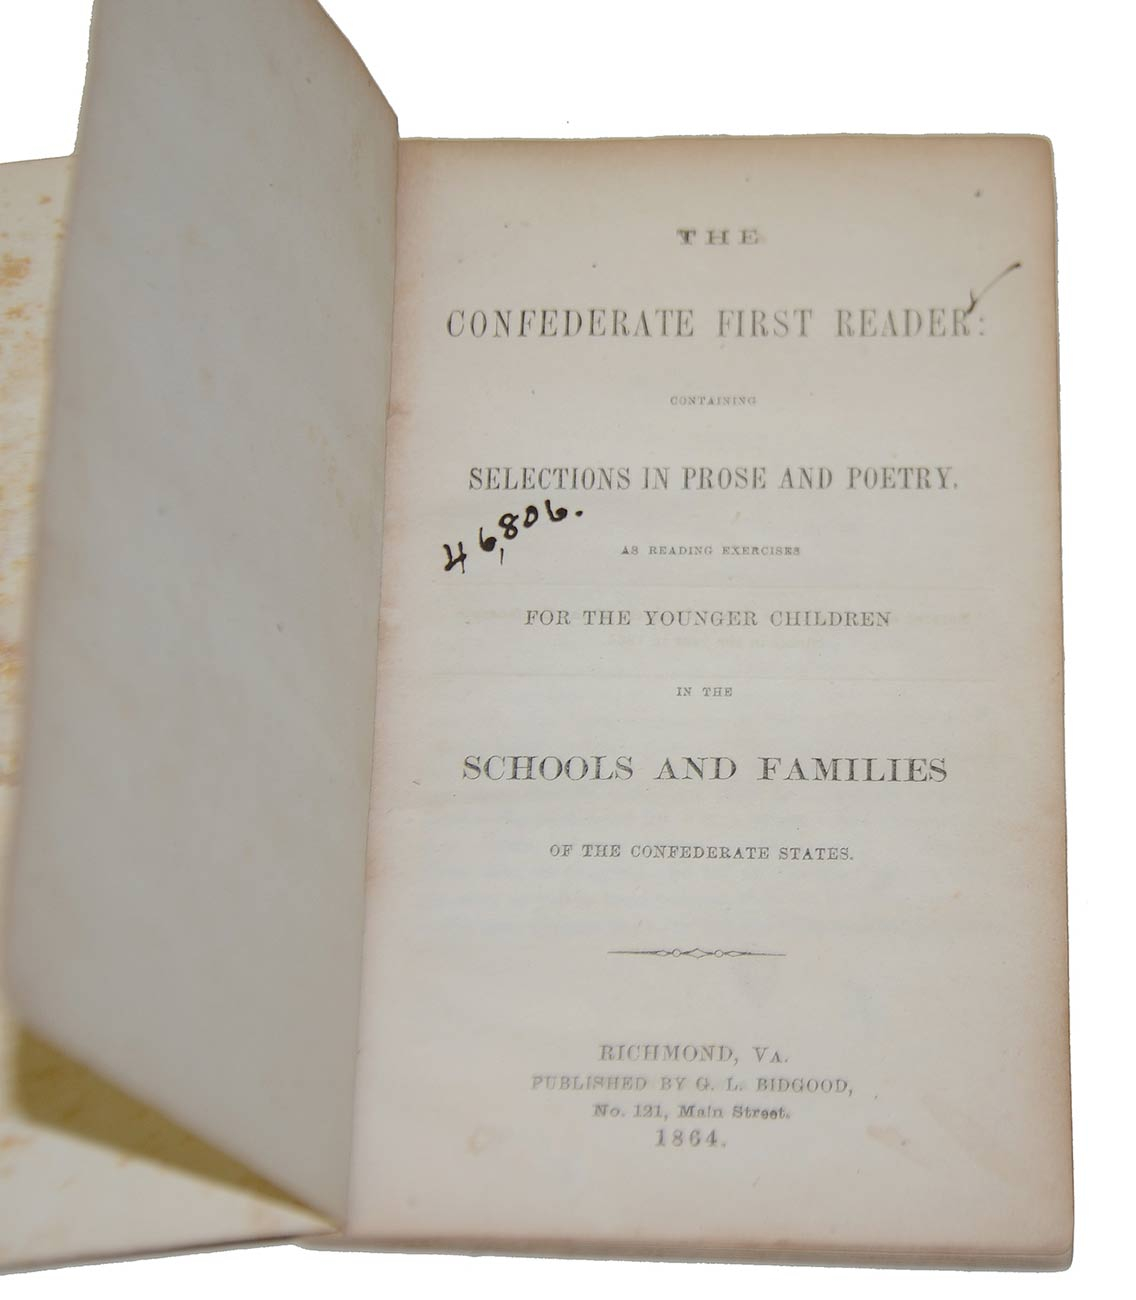 THE
CONFEDERATE FIRST READER:
CONTAINING
SELECTIONS IN PROSE AND POETRY,
46,806.
AS READING EXERCISES
FOR THE YOUNGER CHILDREN
IN THE
SCHOOLS AND FAMILIES
OF THE CONFEDERATE STATES.
RICHMOND, VA.
PUBLISHED BY G. L. BIDGOOD,
No. 121, Main Street.
1864.